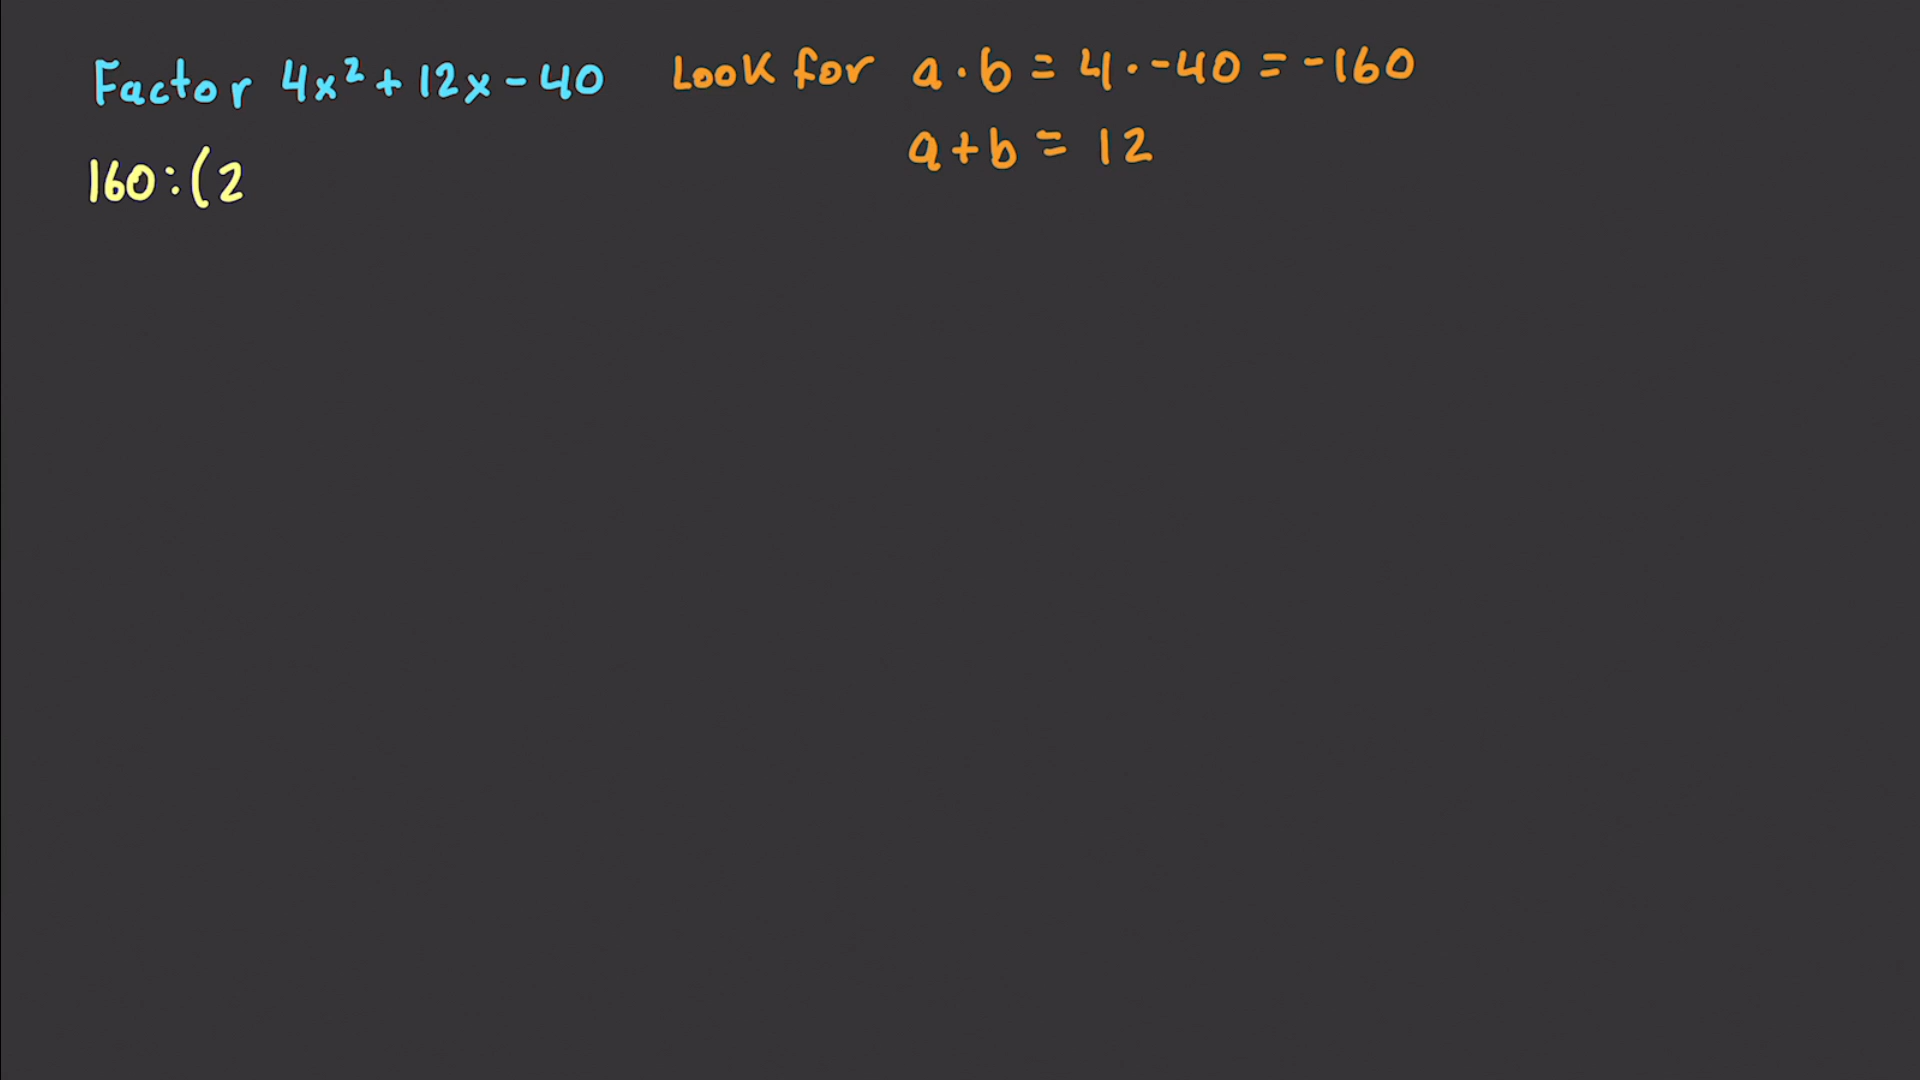 Factor 4x² + 12x - 40
Look for a · b = 4 · -40 = -160
a + b = 12
160 : (2